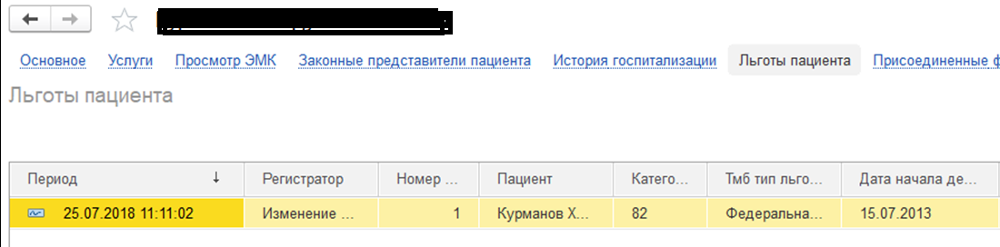 Основное Услуги Просмотр ЭМК Законные представители пациента История госпитализации Льготы пациента Присоединенные ф
Льготы пациента
Период ↓ Регистратор Номер ... Пациент Катего... Тмб тип льго... Дата начала де...
25.07.2018 11:11:02 Изменение ... 1 Курманов Х... 82 Федеральна... 15.07.2013